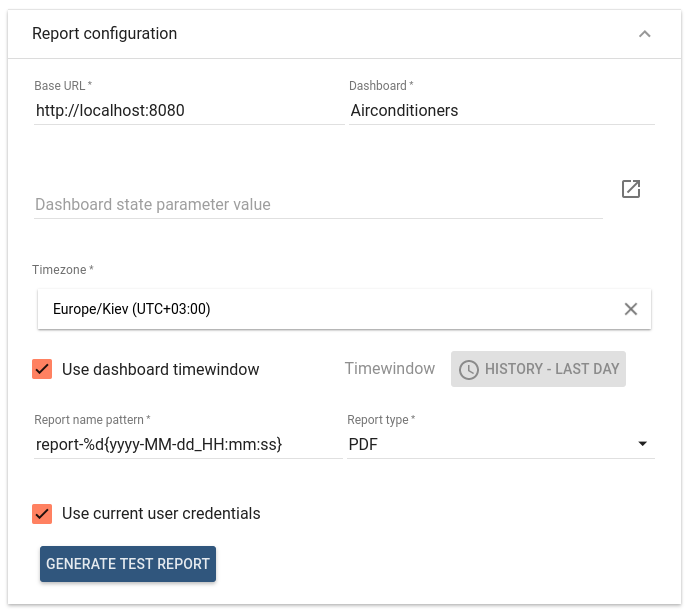 Report configuration
Base URL *
Dashboard *
http://localhost:8080
Airconditioners
Dashboard state parameter value
Timezone *
Europe/Kiev (UTC+03:00)
Use dashboard timewindow
Timewindow
HISTORY - LAST DAY
Report name pattern *
Report type *
report-%d{yyyy-MM-dd_HH:mm:ss}
PDF
Use current user credentials
GENERATE TEST REPORT